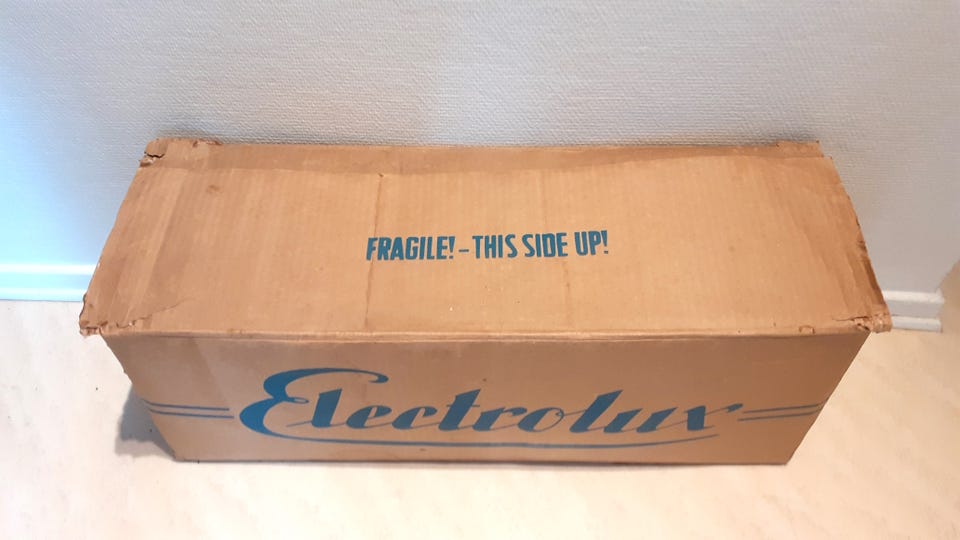 FRAGILE! – THIS SIDE UP!
Electrolux